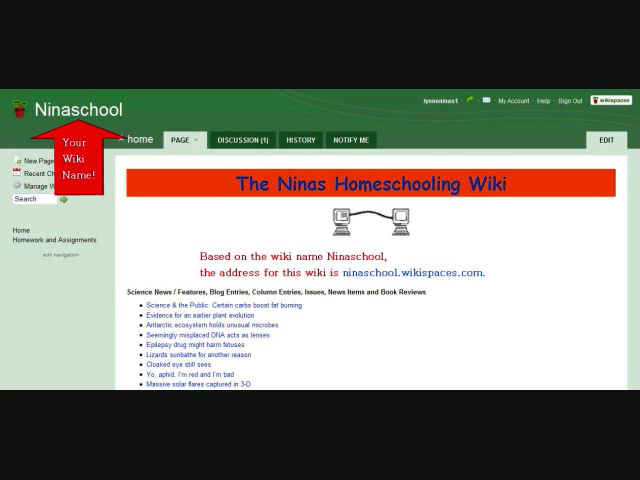 Ninaschool
lynneninas1
My Account
Help
Sign Out
wikispaces
Your
Wiki
Name!
home
PAGE
DISCUSSION (1)
HISTORY
NOTIFY ME
EDIT
New Pag
Recent Ch
Manage W
Search
Home
Homework and Assignments
edit navigation
The Ninas Homeschooling Wiki
Based on the wiki name Ninaschool,
the address for this wiki is ninaschool.wikispaces.com.
Science News / Features, Blog Entries, Column Entries, Issues, News Items and Book Reviews
Science & the Public: Certain carbs boost fat burning
Evidence for an earlier plant evolution
Antarctic ecosystem holds unusual microbes
Seemingly misplaced DNA acts as lenses
Epilepsy drug might harm fetuses
Lizards sunbathe for another reason
Cloaked eye still sees
Yo, aphid, I'm red and I'm bad
Massive solar flares captured in 3-D